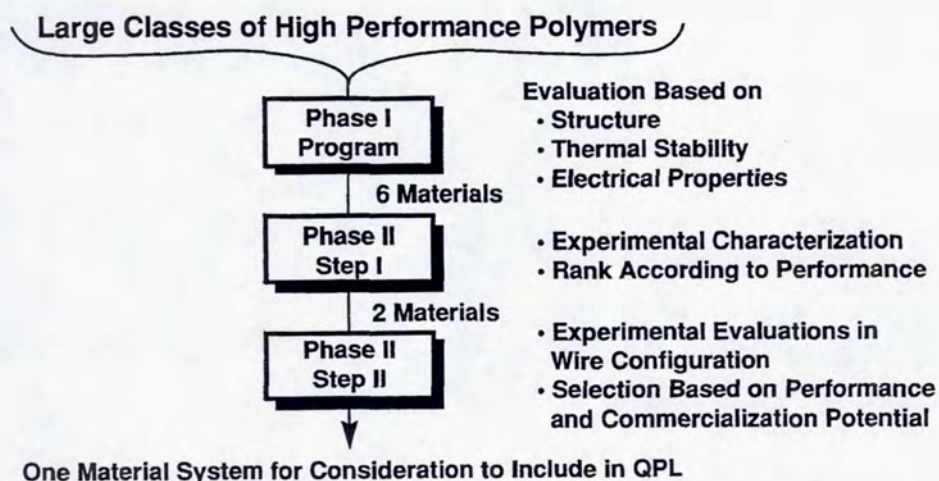 Large Classes of High Performance Polymers
Phase I
Program
Evaluation Based on
· Structure
· Thermal Stability
· Electrical Properties
6 Materials
Phase II
Step I
· Experimental Characterization
· Rank According to Performance
2 Materials
Phase II
Step II
· Experimental Evaluations in
Wire Configuration
· Selection Based on Performance
and Commercialization Potential
One Material System for Consideration to Include in QPL